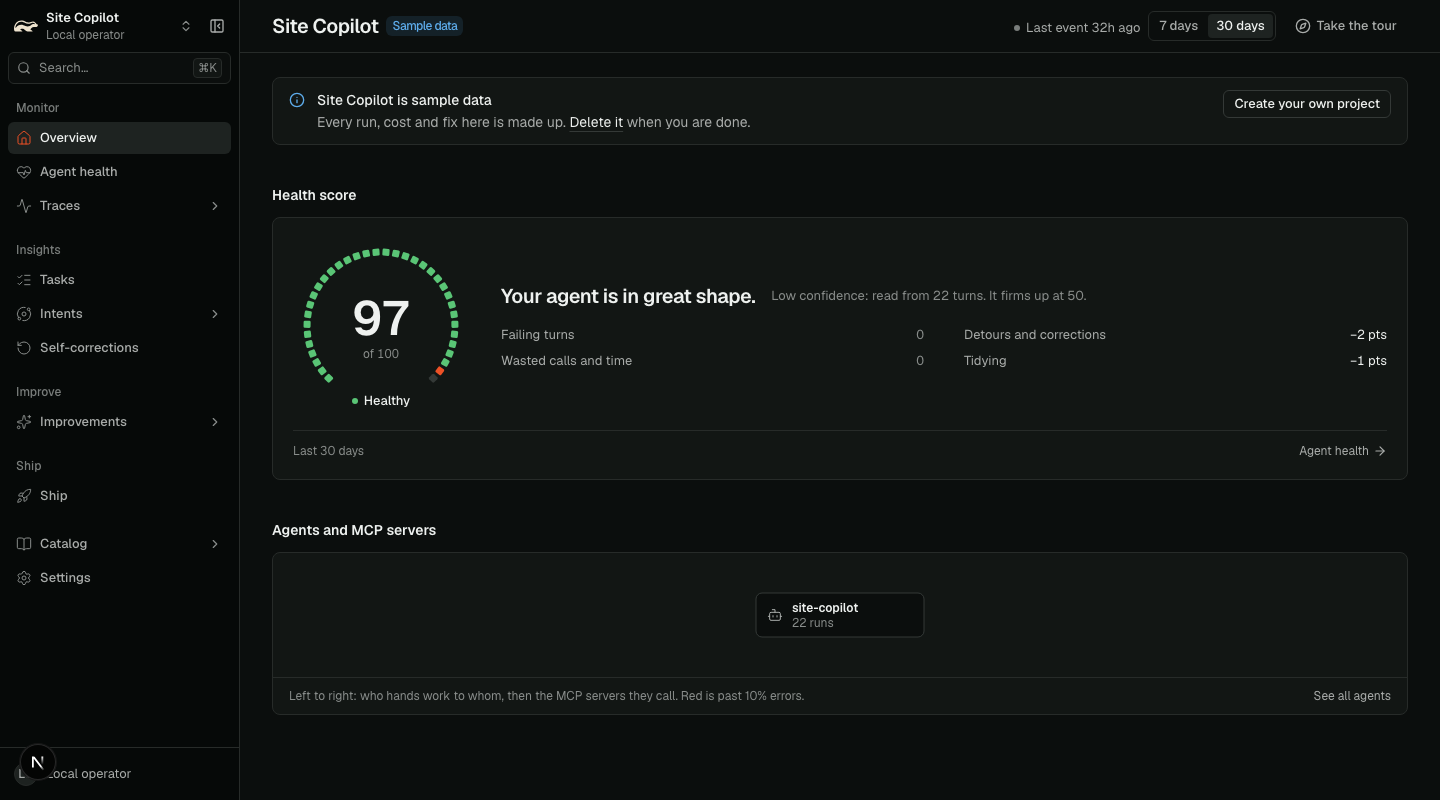 Site Copilot
Local operator
Search... ⌘K
Monitor
Overview
Agent health
Traces
Insights
Tasks
Intents
Self-corrections
Improve
Improvements
Ship
Ship
Catalog
Settings
Local operator
Site Copilot Sample data
Last event 32h ago 7 days 30 days Take the tour
Site Copilot is sample data
Every run, cost and fix here is made up. Delete it when you are done.
Create your own project
Health score
97
of 100
Healthy
Your agent is in great shape. Low confidence: read from 22 turns. It firms up at 50.
Failing turns 0 Detours and corrections −2 pts
Wasted calls and time 0 Tidying −1 pts
Last 30 days Agent health
Agents and MCP servers
site-copilot
22 runs
Left to right: who hands work to whom, then the MCP servers they call. Red is past 10% errors. See all agents